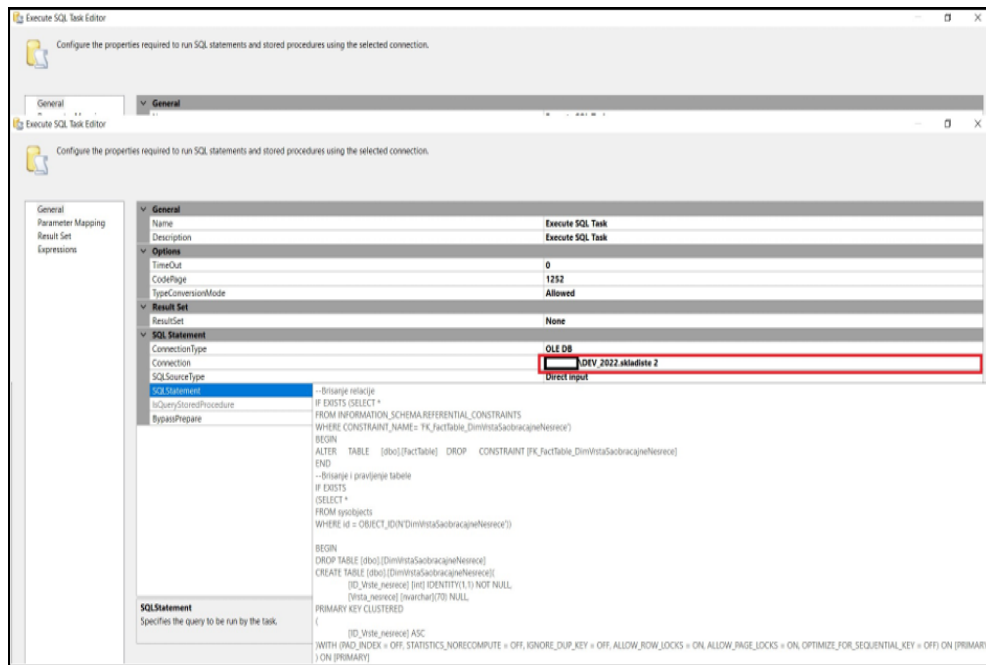 Execute SQL Task Editor
Configure the properties required to run SQL statements and stored procedures using the selected connection.
General
General
Execute SQL Task Editor
Configure the properties required to run SQL statements and stored procedures using the selected connection.
General
Parameter Mapping
Result Set
Expressions
General
Name Execute SQL Task
Description Execute SQL Task
Options
TimeOut 0
CodePage 1252
TypeConversionMode Allowed
Result Set
ResultSet None
SQL Statement
ConnectionType OLE DB
Connection \DEV_2022.skladiste 2
SQLSourceType Direct input
SQLStatement
IsQueryStoredProcedure
BypassPrepare
--Brisanje relacije
IF EXISTS (SELECT *
FROM INFORMATION_SCHEMA.REFERENTIAL_CONSTRAINTS
WHERE CONSTRAINT_NAME= 'FK_FactTable_DimVrstaSaobracajneNesrece')
BEGIN
ALTER TABLE [dbo].[FactTable] DROP CONSTRAINT [FK_FactTable_DimVrstaSaobracajneNesrece]
END
--Brisanje i pravljenje tabele
IF EXISTS
(SELECT *
FROM sysobjects
WHERE id = OBJECT_ID(N'DimVrstaSaobracajneNesrece'))
BEGIN
DROP TABLE [dbo].[DimVrstaSaobracajneNesrece]
CREATE TABLE [dbo].[DimVrstaSaobracajneNesrece](
[ID_Vrste_nesrece] [int] IDENTITY(1,1) NOT NULL,
[Vrsta_nesrece] [nvarchar](70) NULL,
PRIMARY KEY CLUSTERED
(
[ID_Vrste_nesrece] ASC
)WITH (PAD_INDEX = OFF, STATISTICS_NORECOMPUTE = OFF, IGNORE_DUP_KEY = OFF, ALLOW_ROW_LOCKS = ON, ALLOW_PAGE_LOCKS = ON, OPTIMIZE_FOR_SEQUENTIAL_KEY = OFF) ON [PRIMARY
) ON [PRIMARY]
SQLStatement
Specifies the query to be run by the task.